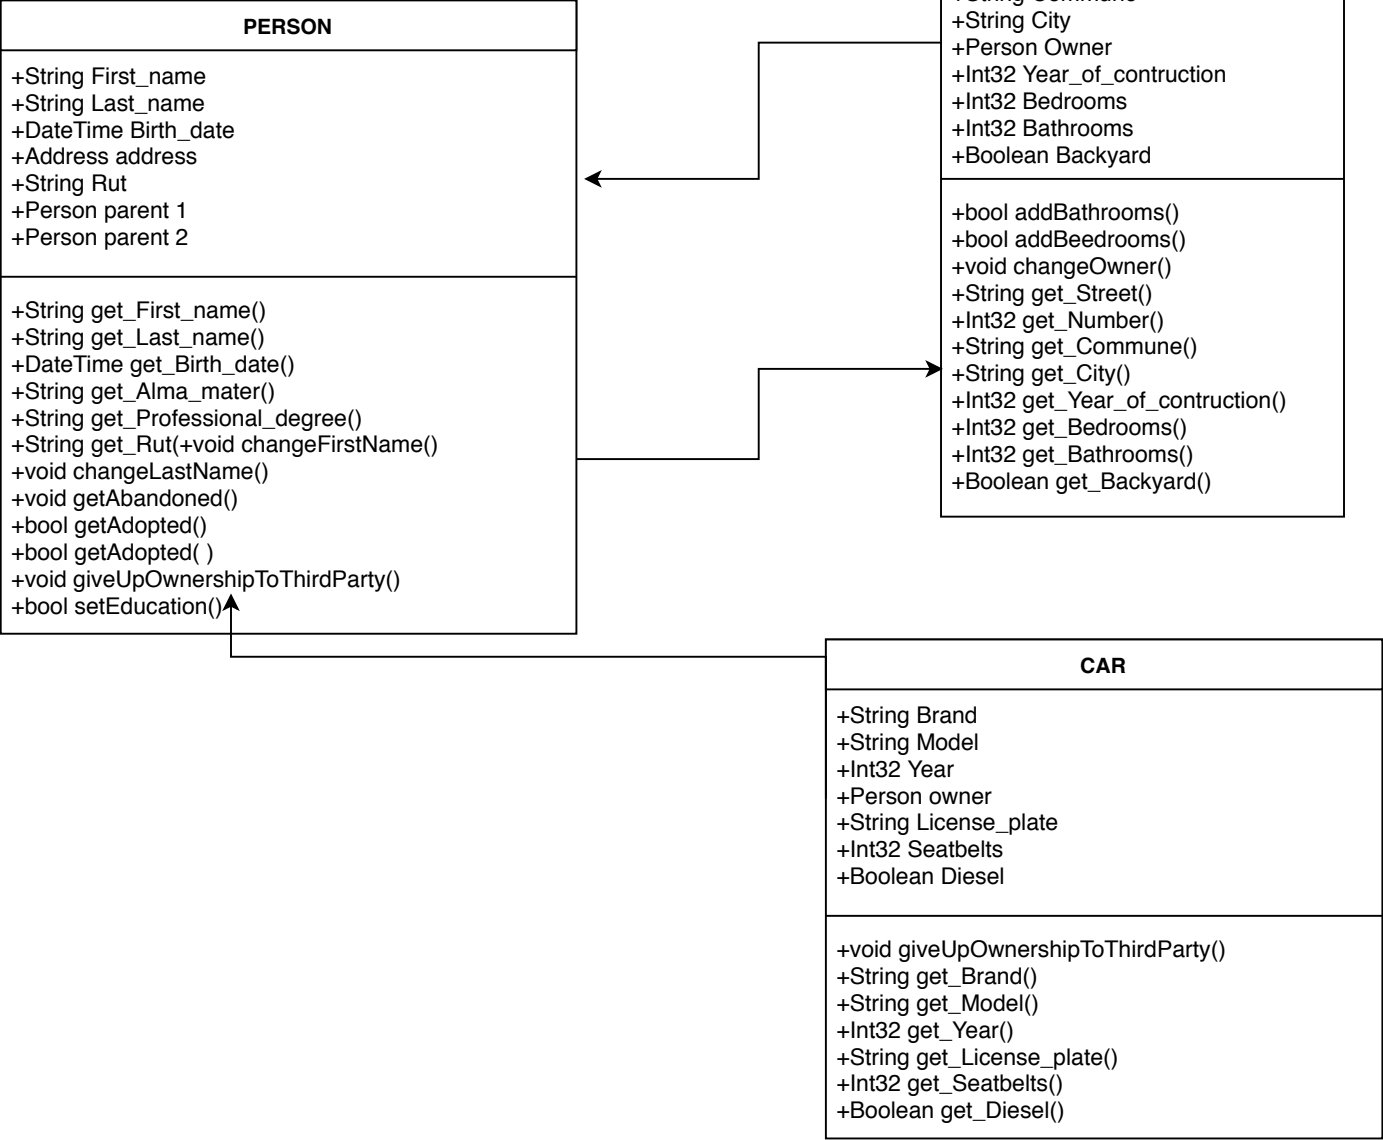 PERSON
+String First_name
+String Last_name
+DateTime Birth_date
+Address address
+String Rut
+Person parent 1
+Person parent 2
+String get_First_name()
+String get_Last_name()
+DateTime get_Birth_date()
+String get_Alma_mater()
+String get_Professional_degree()
+String get_Rut(+void changeFirstName()
+void changeLastName()
+void getAbandoned()
+bool getAdopted()
+bool getAdopted( )
+void giveUpOwnershipToThirdParty()
+bool setEducation()
+String City
+Person Owner
+Int32 Year_of_contruction
+Int32 Bedrooms
+Int32 Bathrooms
+Boolean Backyard
+bool addBathrooms()
+bool addBeedrooms()
+void changeOwner()
+String get_Street()
+Int32 get_Number()
+String get_Commune()
+String get_City()
+Int32 get_Year_of_contruction()
+Int32 get_Bedrooms()
+Int32 get_Bathrooms()
+Boolean get_Backyard()
CAR
+String Brand
+String Model
+Int32 Year
+Person owner
+String License_plate
+Int32 Seatbelts
+Boolean Diesel
+void giveUpOwnershipToThirdParty()
+String get_Brand()
+String get_Model()
+Int32 get_Year()
+String get_License_plate()
+Int32 get_Seatbelts()
+Boolean get_Diesel()